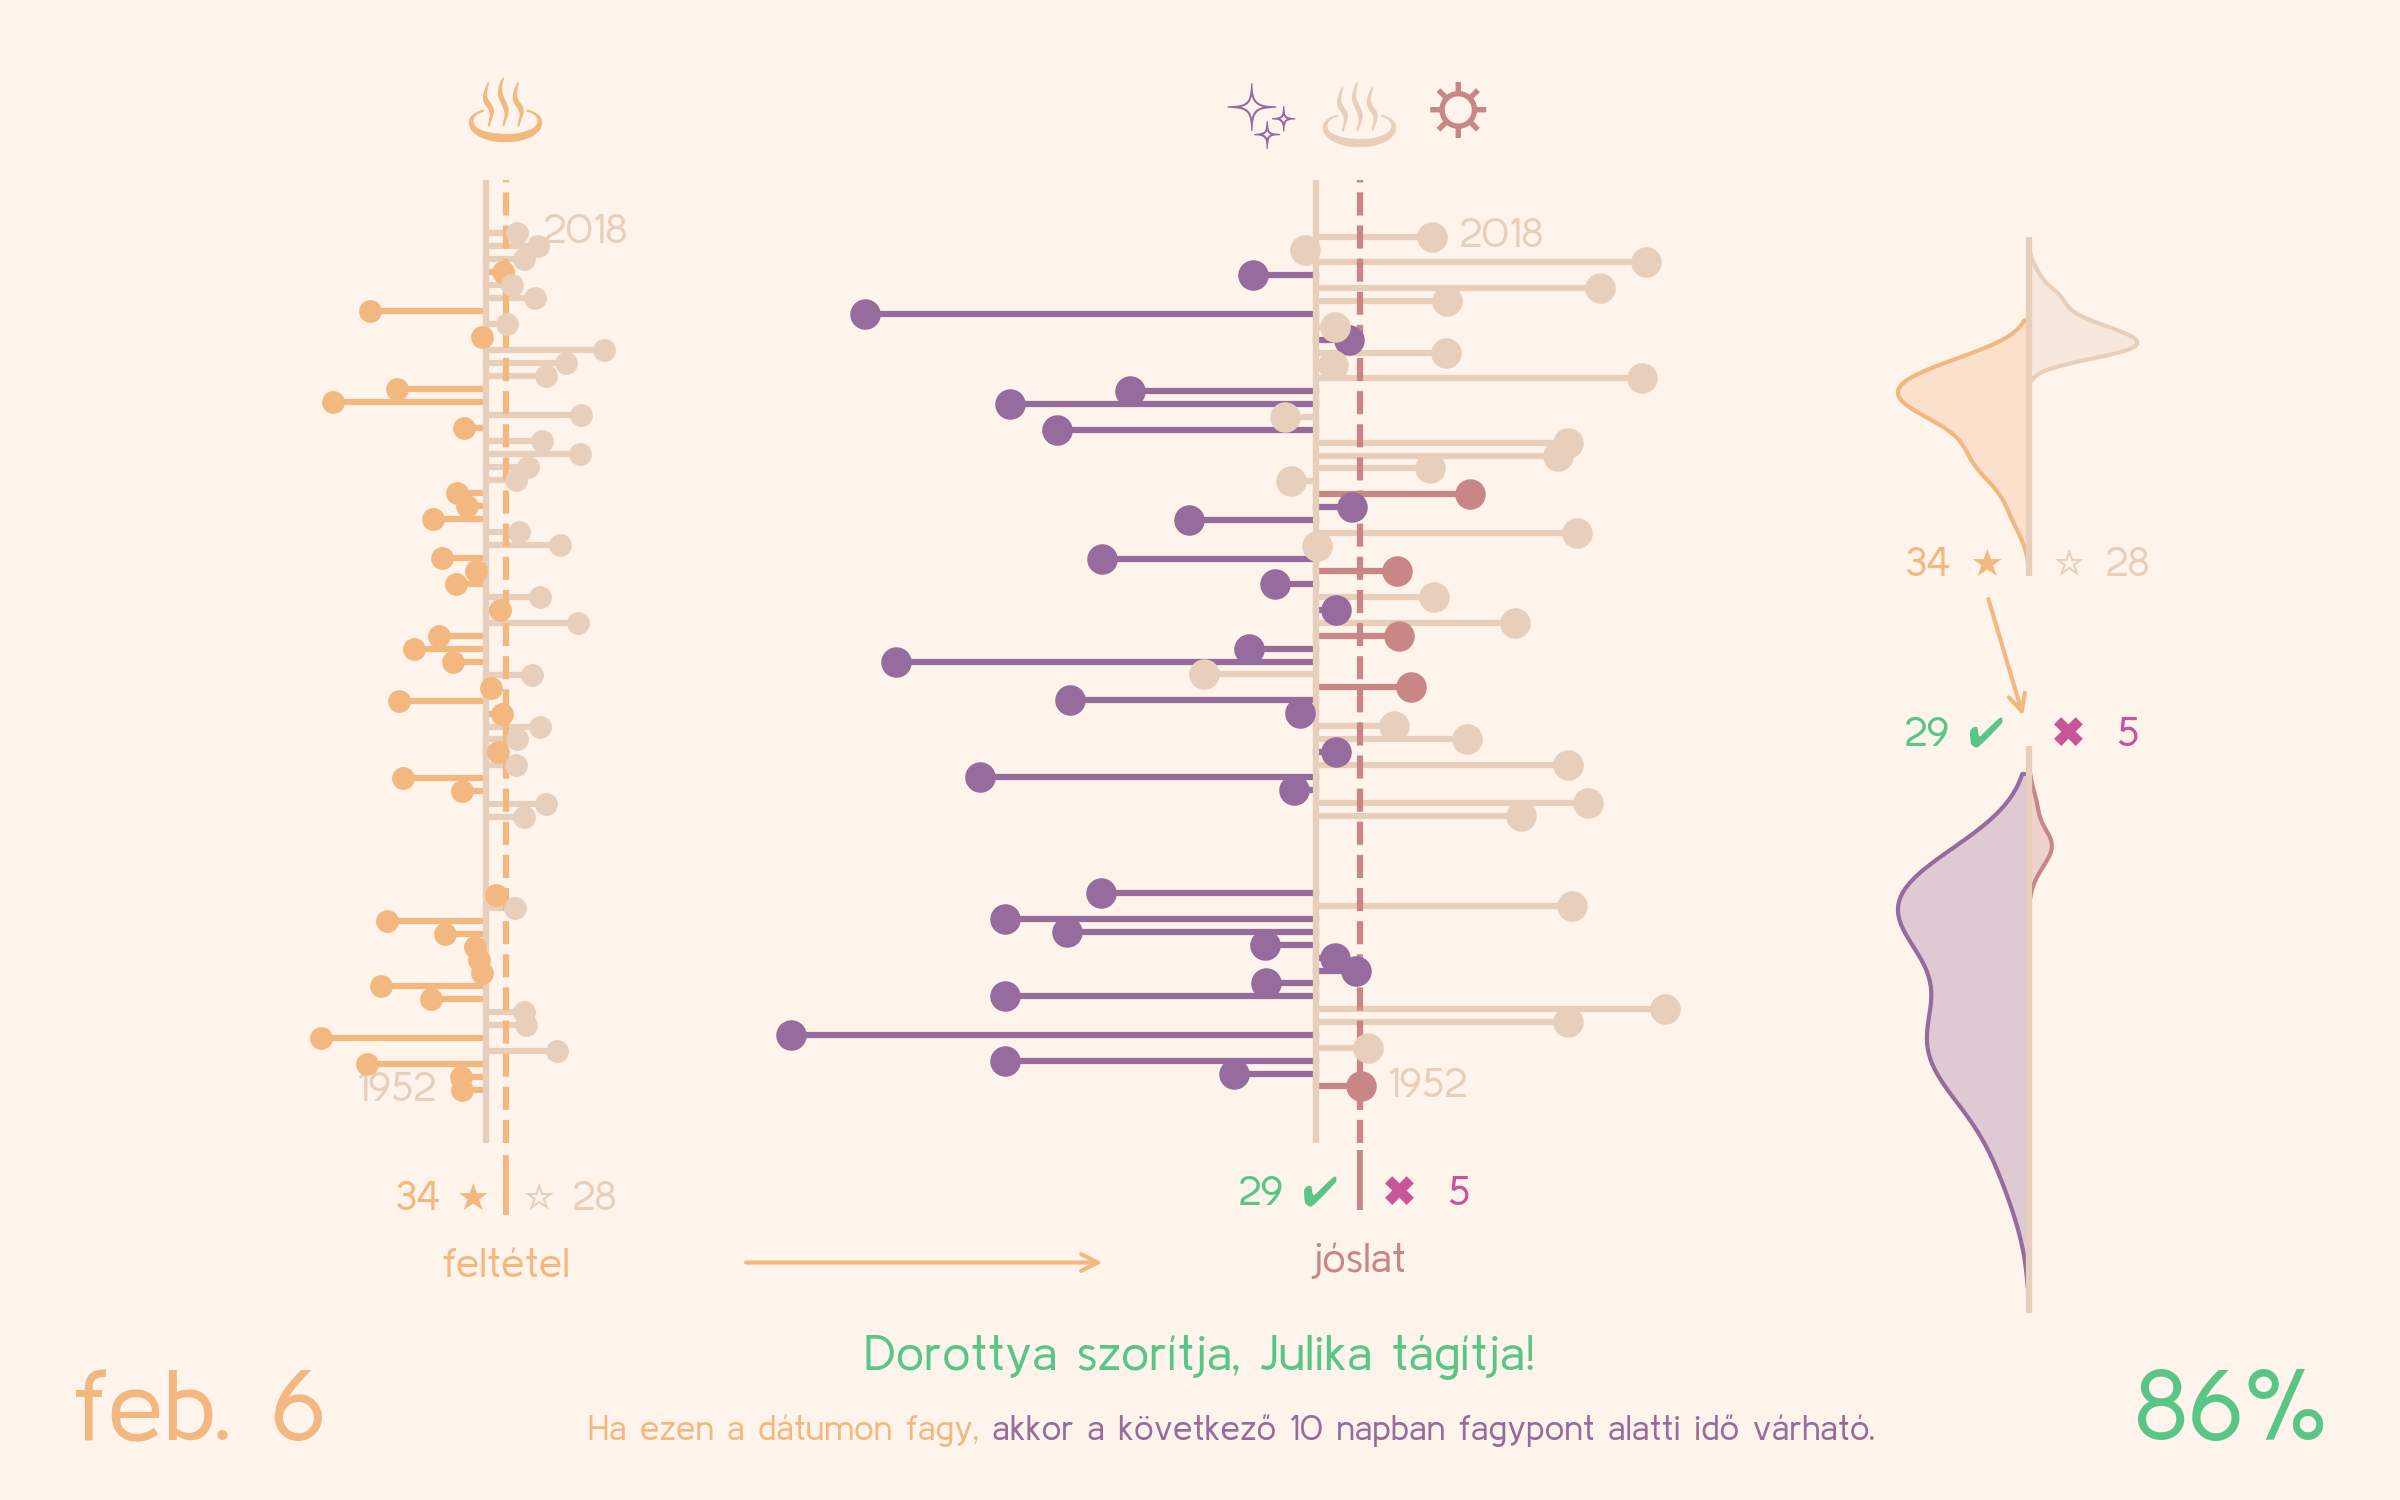 2018
2018
34 ★ ☆ 28
29 ✔ ✖ 5
1952
1952
34 ★ ☆ 28
29 ✔ ✖ 5
feltétel
jóslat
Dorottya szorítja, Julika tágítja!
feb. 6
Ha ezen a dátumon fagy, akkor a következő 10 napban fagypont alatti idő várható.
86%